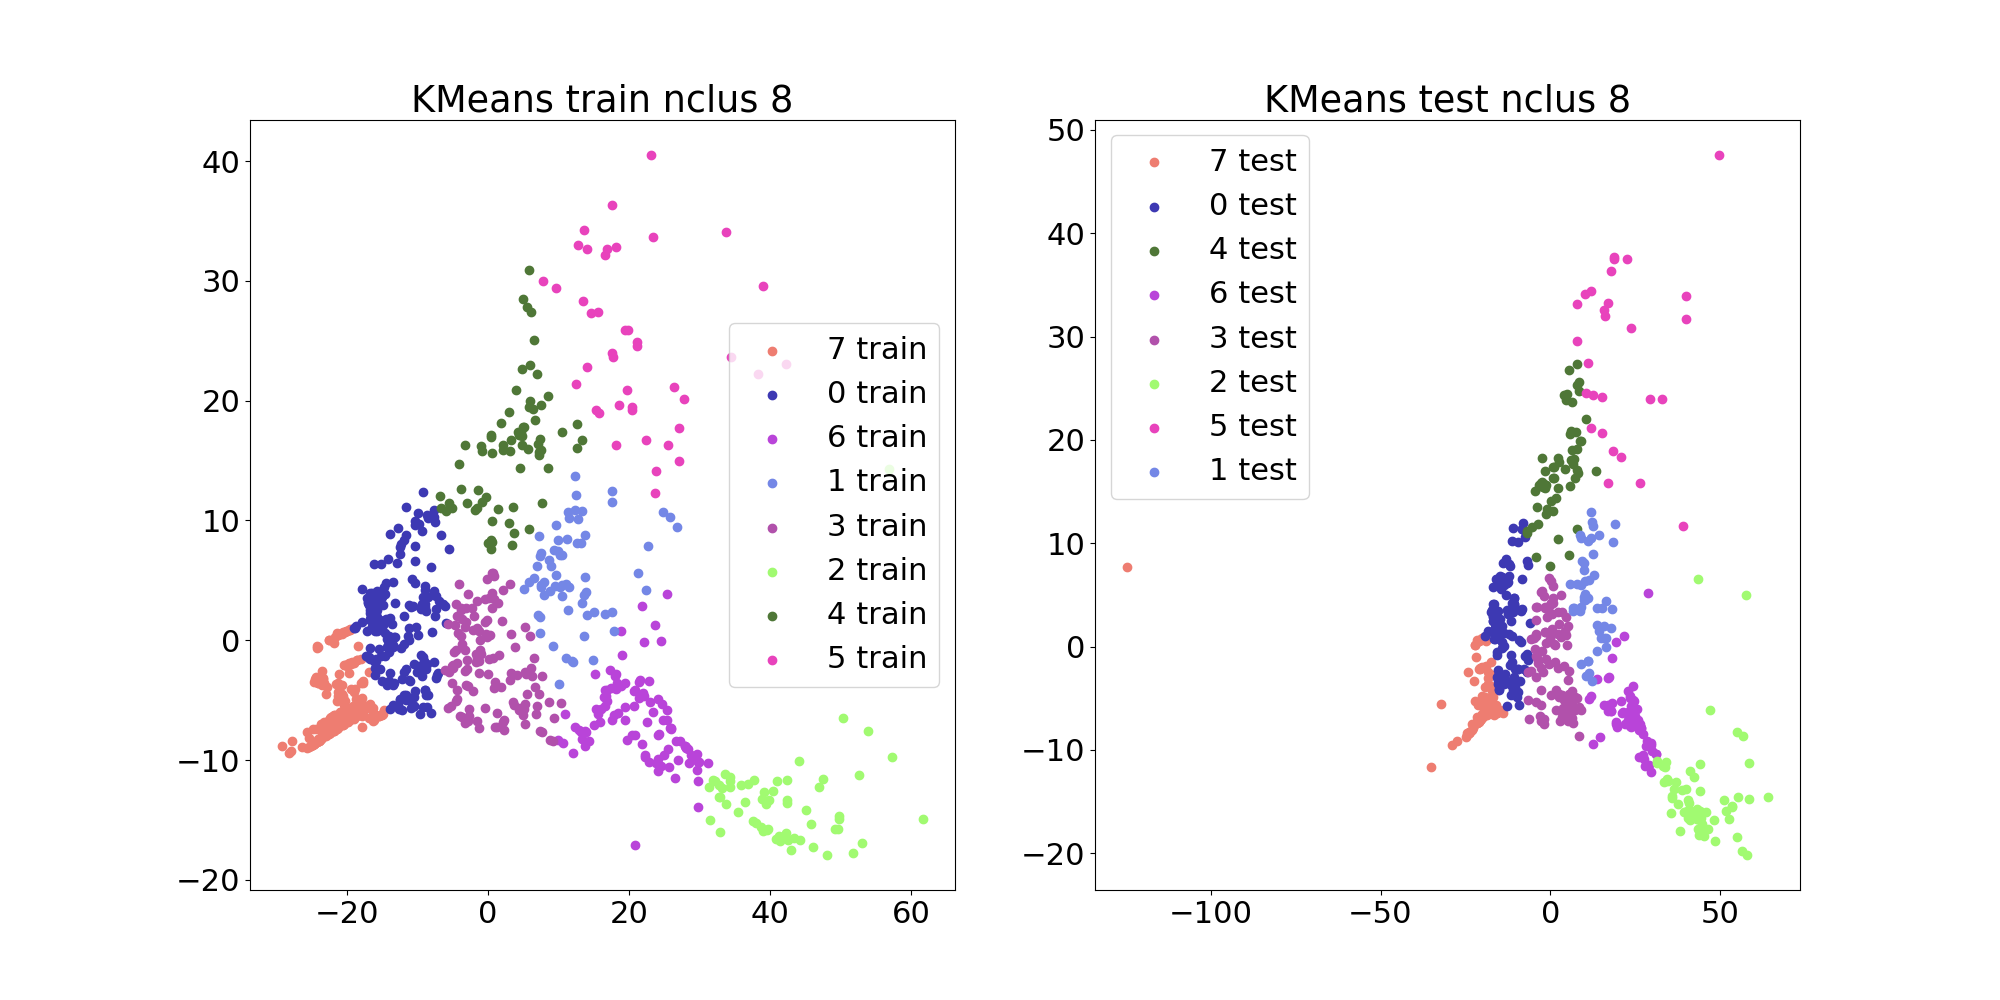 KMeans train nclus 8
40
30
20
10
0
−10
−20
−20
0
20
40
60
7 train
0 train
6 train
1 train
3 train
2 train
4 train
5 train
KMeans test nclus 8
50
40
30
20
10
0
−10
−20
−100
−50
0
50
7 test
0 test
4 test
6 test
3 test
2 test
5 test
1 test